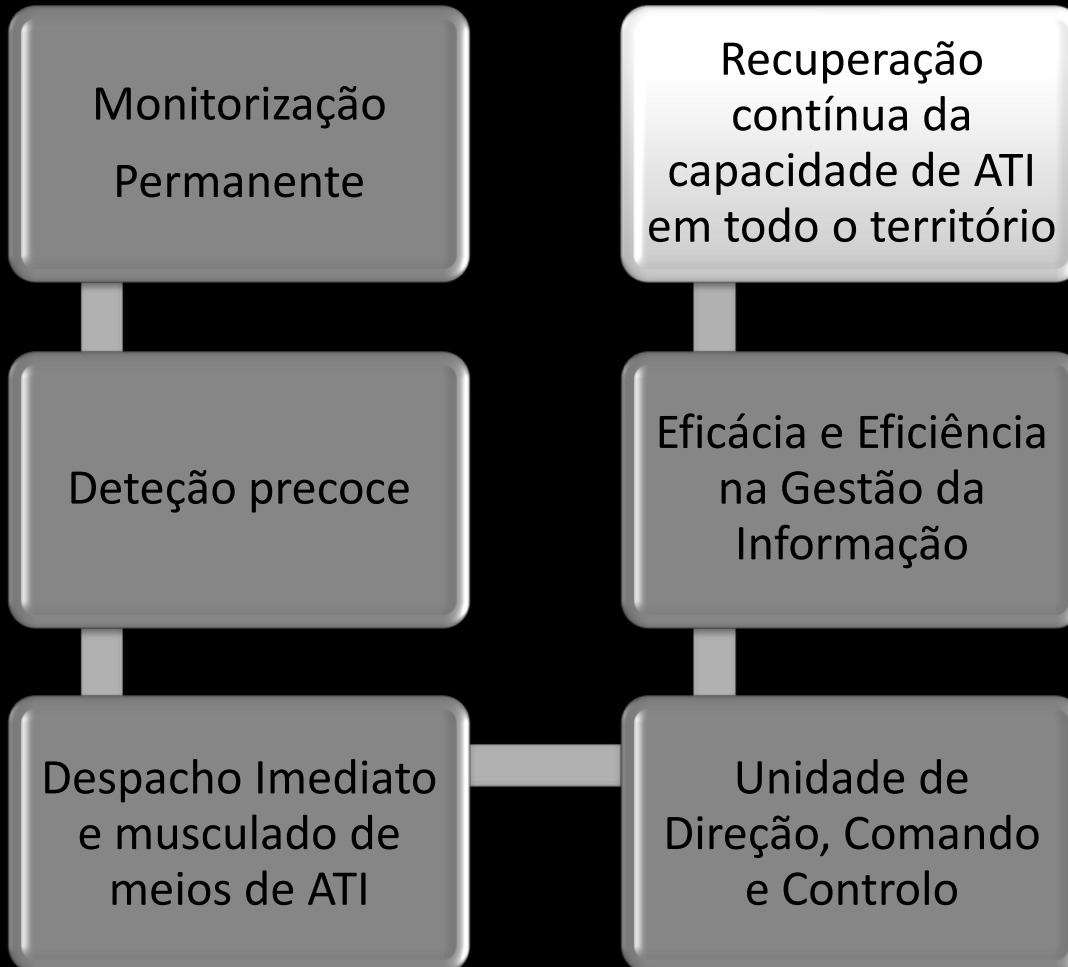 Monitorização
Permanente
Deteção precoce
Despacho Imediato
e musculado de
meios de ATI
Unidade de
Direção, Comando
e Controlo
Eficácia e Eficiência
na Gestão da
Informação
Recuperação
contínua da
capacidade de ATI
em todo o território